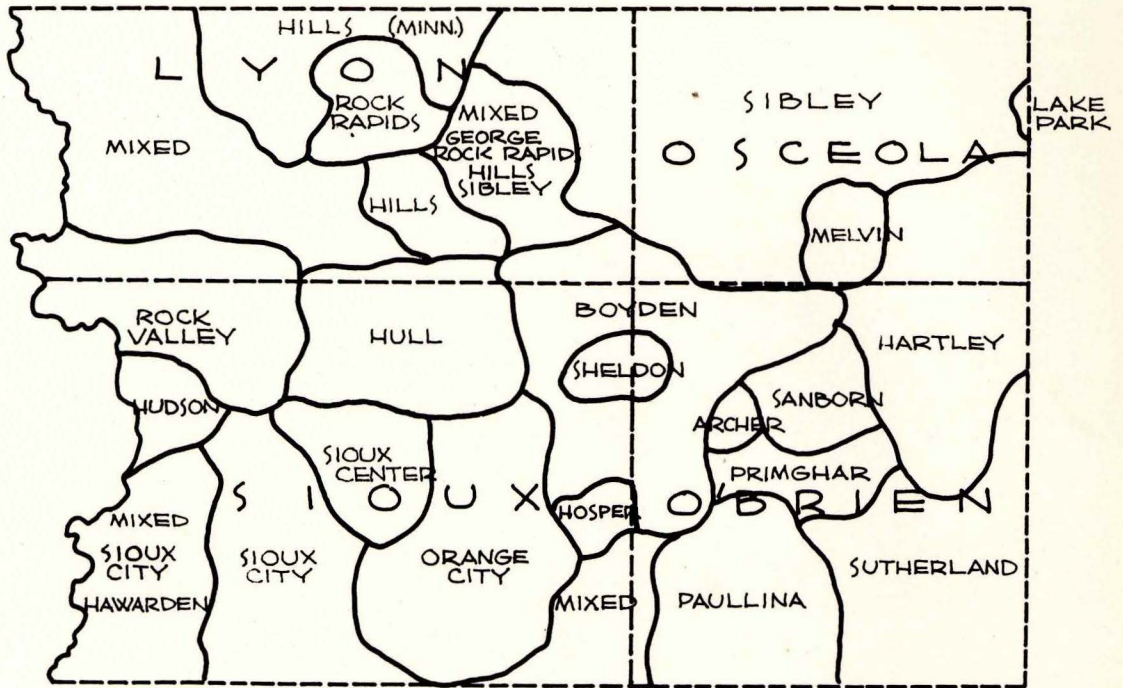 HILLS (MINN.)
L Y O N
ROCK
RAPIDS
MIXED
MIXED
GEORGE
ROCK RAPID
HILLS
SIBLEY
HILLS
SIBLEY
O S C E O L A
LAKE
PARK
MELVIN
ROCK
VALLEY
HULL
BOYDEN
SHELDON
HARTLEY
HUDSON
SANBORN
ARCHER
SIOUX
CENTER
PRIMGHAR
S I O U X
HOSPER
O'BRIEN
MIXED
SIOUX
CITY
HAWARDEN
SIOUX
CITY
ORANGE
CITY
MIXED
PAULLINA
SUTHERLAND